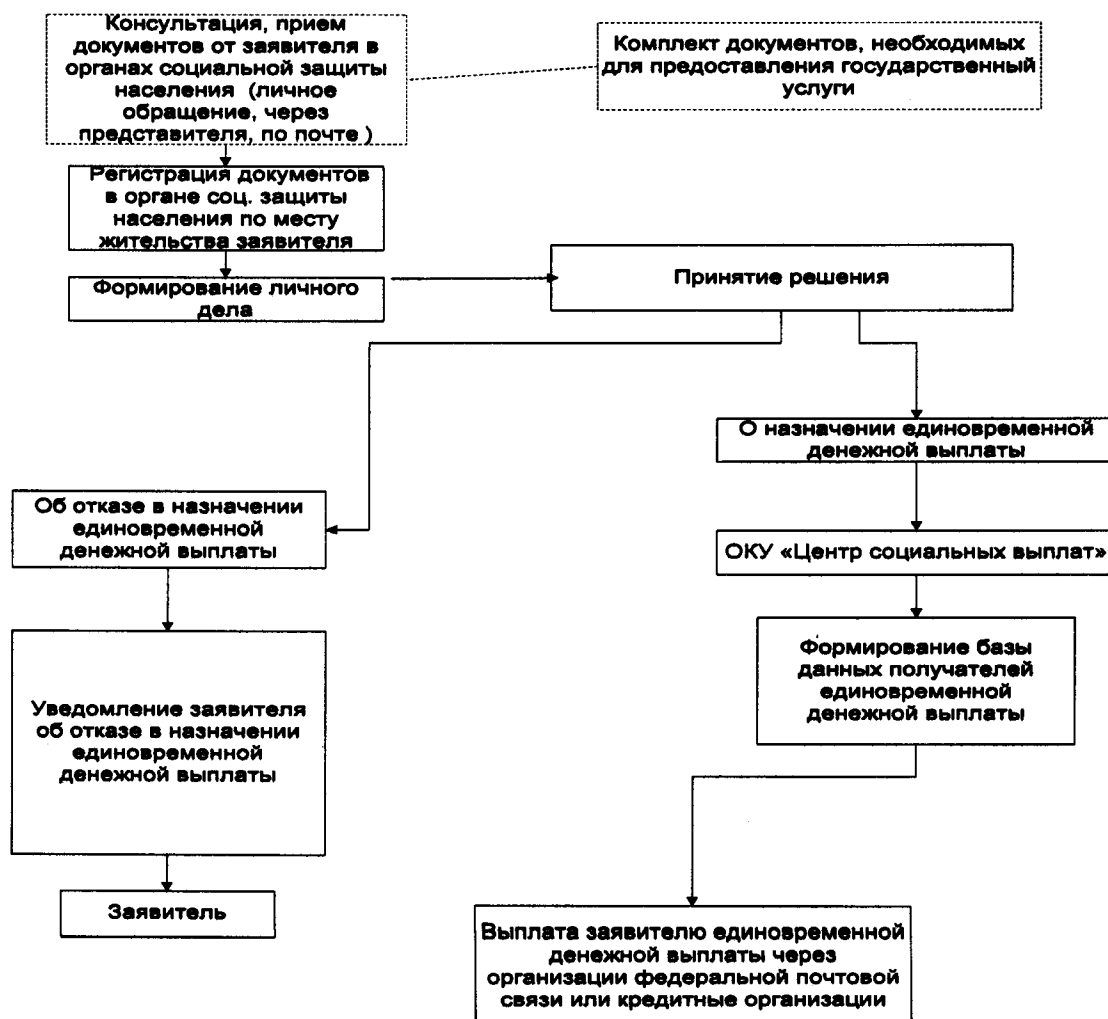 Консультация, прием
документов от заявителя в
органах социальной защиты
населения (личное
обращение, через
представителя, по почте )
Комплект документов, необходимых
для предоставления государственный
услуги
Регистрация документов
в органе соц. защиты
населения по месту
жительства заявителя
Формирование личного
дела
Принятие решения
О назначении единовременной
денежной выплаты
Об отказе в назначении
единовременной
денежной выплаты
ОКУ «Центр социальных выплат»
Формирование базы
данных получателей
единовременной
денежной выплаты
Уведомление заявителя
об отказе в назначении
единовременной
денежной выплаты
Заявитель
Выплата заявителю единовременной
денежной выплаты через
организации федеральной почтовой
связи или кредитные организации